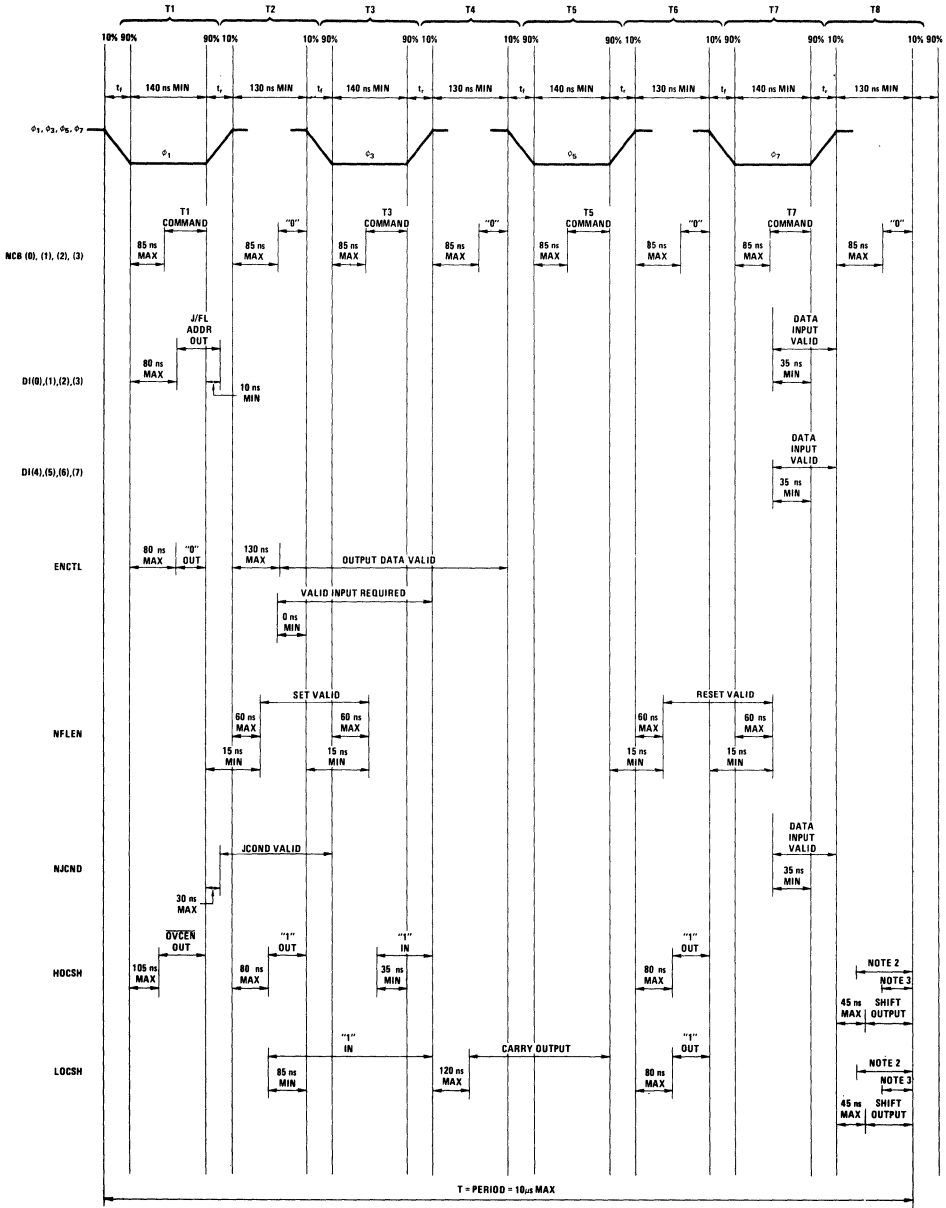 T1 T2 T3 T4 T5 T6 T7 T8
10% 90% 90% 10% 10% 90% 90% 10% 10% 90% 90% 10% 10% 90% 90% 10% 10% 90%
tf 140 ns MIN tr 130 ns MIN tf 140 ns MIN tr 130 ns MIN tf 140 ns MIN tr 130 ns MIN tf 140 ns MIN tr 130 ns MIN
ϕ1, ϕ3, ϕ5, ϕ7
ϕ1 ϕ3 ϕ5 ϕ7
T1 T3 T5 T7
COMMAND "0" COMMAND "0" COMMAND "0" COMMAND "0"
NCB (0), (1), (2), (3)
85 ns 85 ns 85 ns 85 ns 85 ns 85 ns 85 ns 85 ns
MAX MAX MAX MAX MAX MAX MAX MAX
J/FL
ADDR
OUT
DATA
INPUT
VALID
DI(0),(1),(2),(3)
80 ns
MAX
10 ns
MIN
35 ns
MIN
DATA
INPUT
VALID
DI(4),(5),(6),(7)
35 ns
MIN
ENCTL
80 ns
MAX
"0"
OUT
130 ns
MAX
OUTPUT DATA VALID
VALID INPUT REQUIRED
0 ns
MIN
SET VALID
RESET VALID
NFLEN
60 ns
MAX
60 ns
MAX
60 ns
MAX
60 ns
MAX
15 ns
MIN
15 ns
MIN
15 ns
MIN
15 ns
MIN
DATA
INPUT
VALID
NJCND
JCOND VALID
30 ns
MAX
35 ns
MIN
HOCSH
O̅V̅C̅E̅N̅
OUT
"1"
OUT
"1"
IN
"1"
OUT
105 ns
MAX
80 ns
MAX
35 ns
MIN
80 ns
MAX
NOTE 2
NOTE 3
45 ns
MAX
SHIFT
OUTPUT
LOCSH
"1"
IN
CARRY OUTPUT
"1"
OUT
85 ns
MIN
120 ns
MAX
80 ns
MAX
NOTE 2
NOTE 3
45 ns
MAX
SHIFT
OUTPUT
T = PERIOD = 10μs MAX